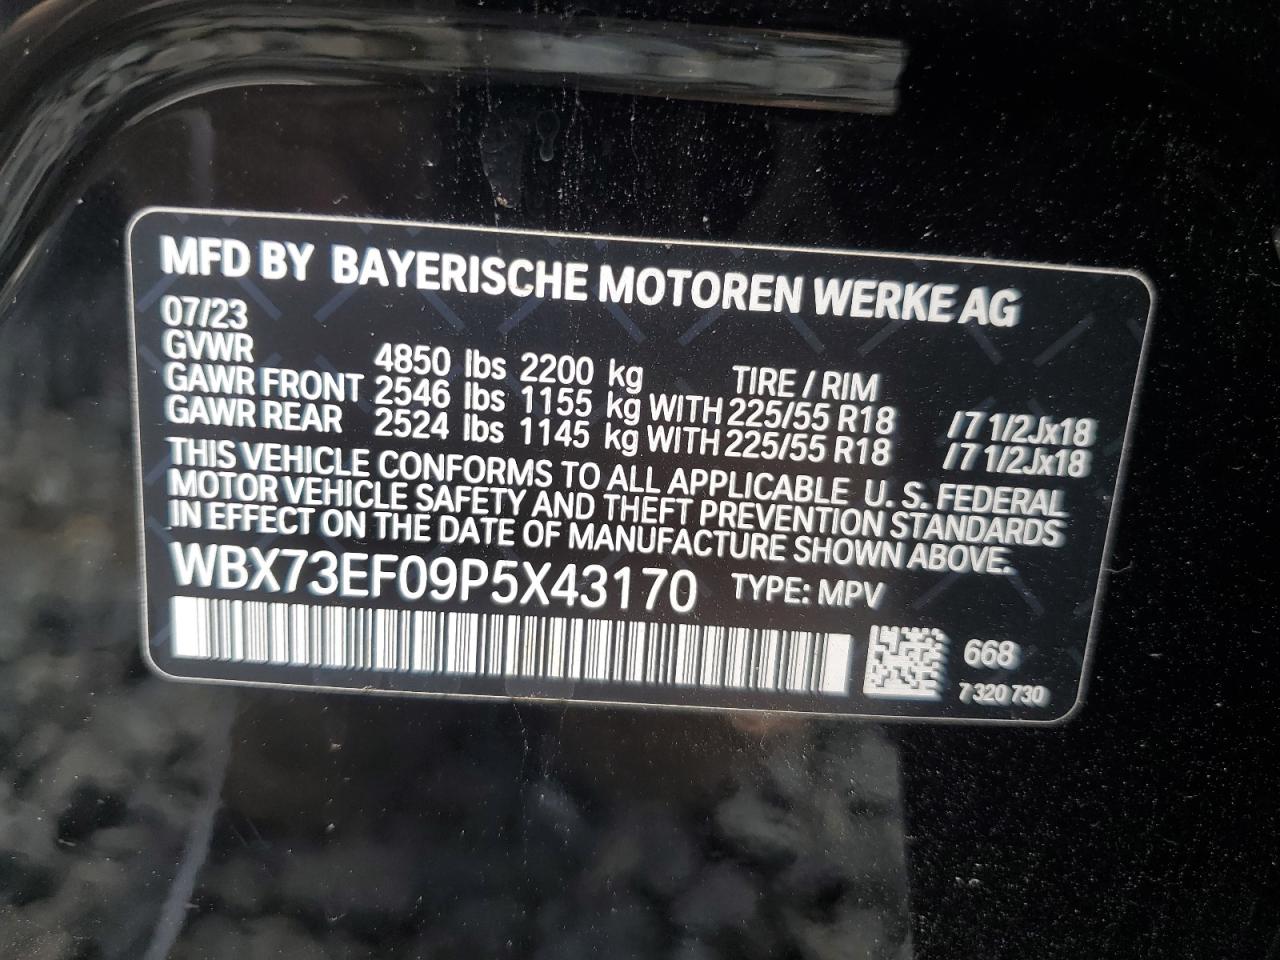 MFD BY BAYERISCHE MOTOREN WERKE AG
07/23
GVWR 4850 lbs 2200 kg TIRE / RIM
GAWR FRONT 2546 lbs 1155 kg WITH 225/55 R18 /7 1/2Jx18
GAWR REAR 2524 lbs 1145 kg WITH 225/55 R18 /7 1/2Jx18
THIS VEHICLE CONFORMS TO ALL APPLICABLE U. S. FEDERAL
MOTOR VEHICLE SAFETY AND THEFT PREVENTION STANDARDS
IN EFFECT ON THE DATE OF MANUFACTURE SHOWN ABOVE.
WBX73EF09P5X43170 TYPE: MPV
668
7 320 730